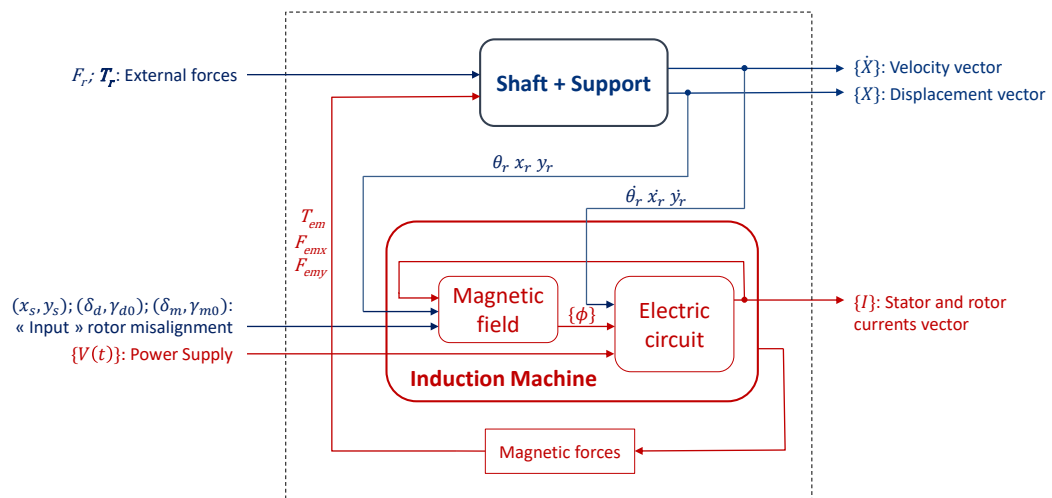 F_r; T_r: External forces
Shaft + Support
{Ẋ}: Velocity vector
{X}: Displacement vector
θ_r x_r y_r
θ̇_r ẋ_r ẏ_r
T_em
F_emx
F_emy
(x_s, y_s); (δ_d, γ_d0); (δ_m, γ_m0):
« Input » rotor misalignment
{V(t)}: Power Supply
Magnetic
field
{ϕ}
Electric
circuit
{I}: Stator and rotor
currents vector
Induction Machine
Magnetic forces